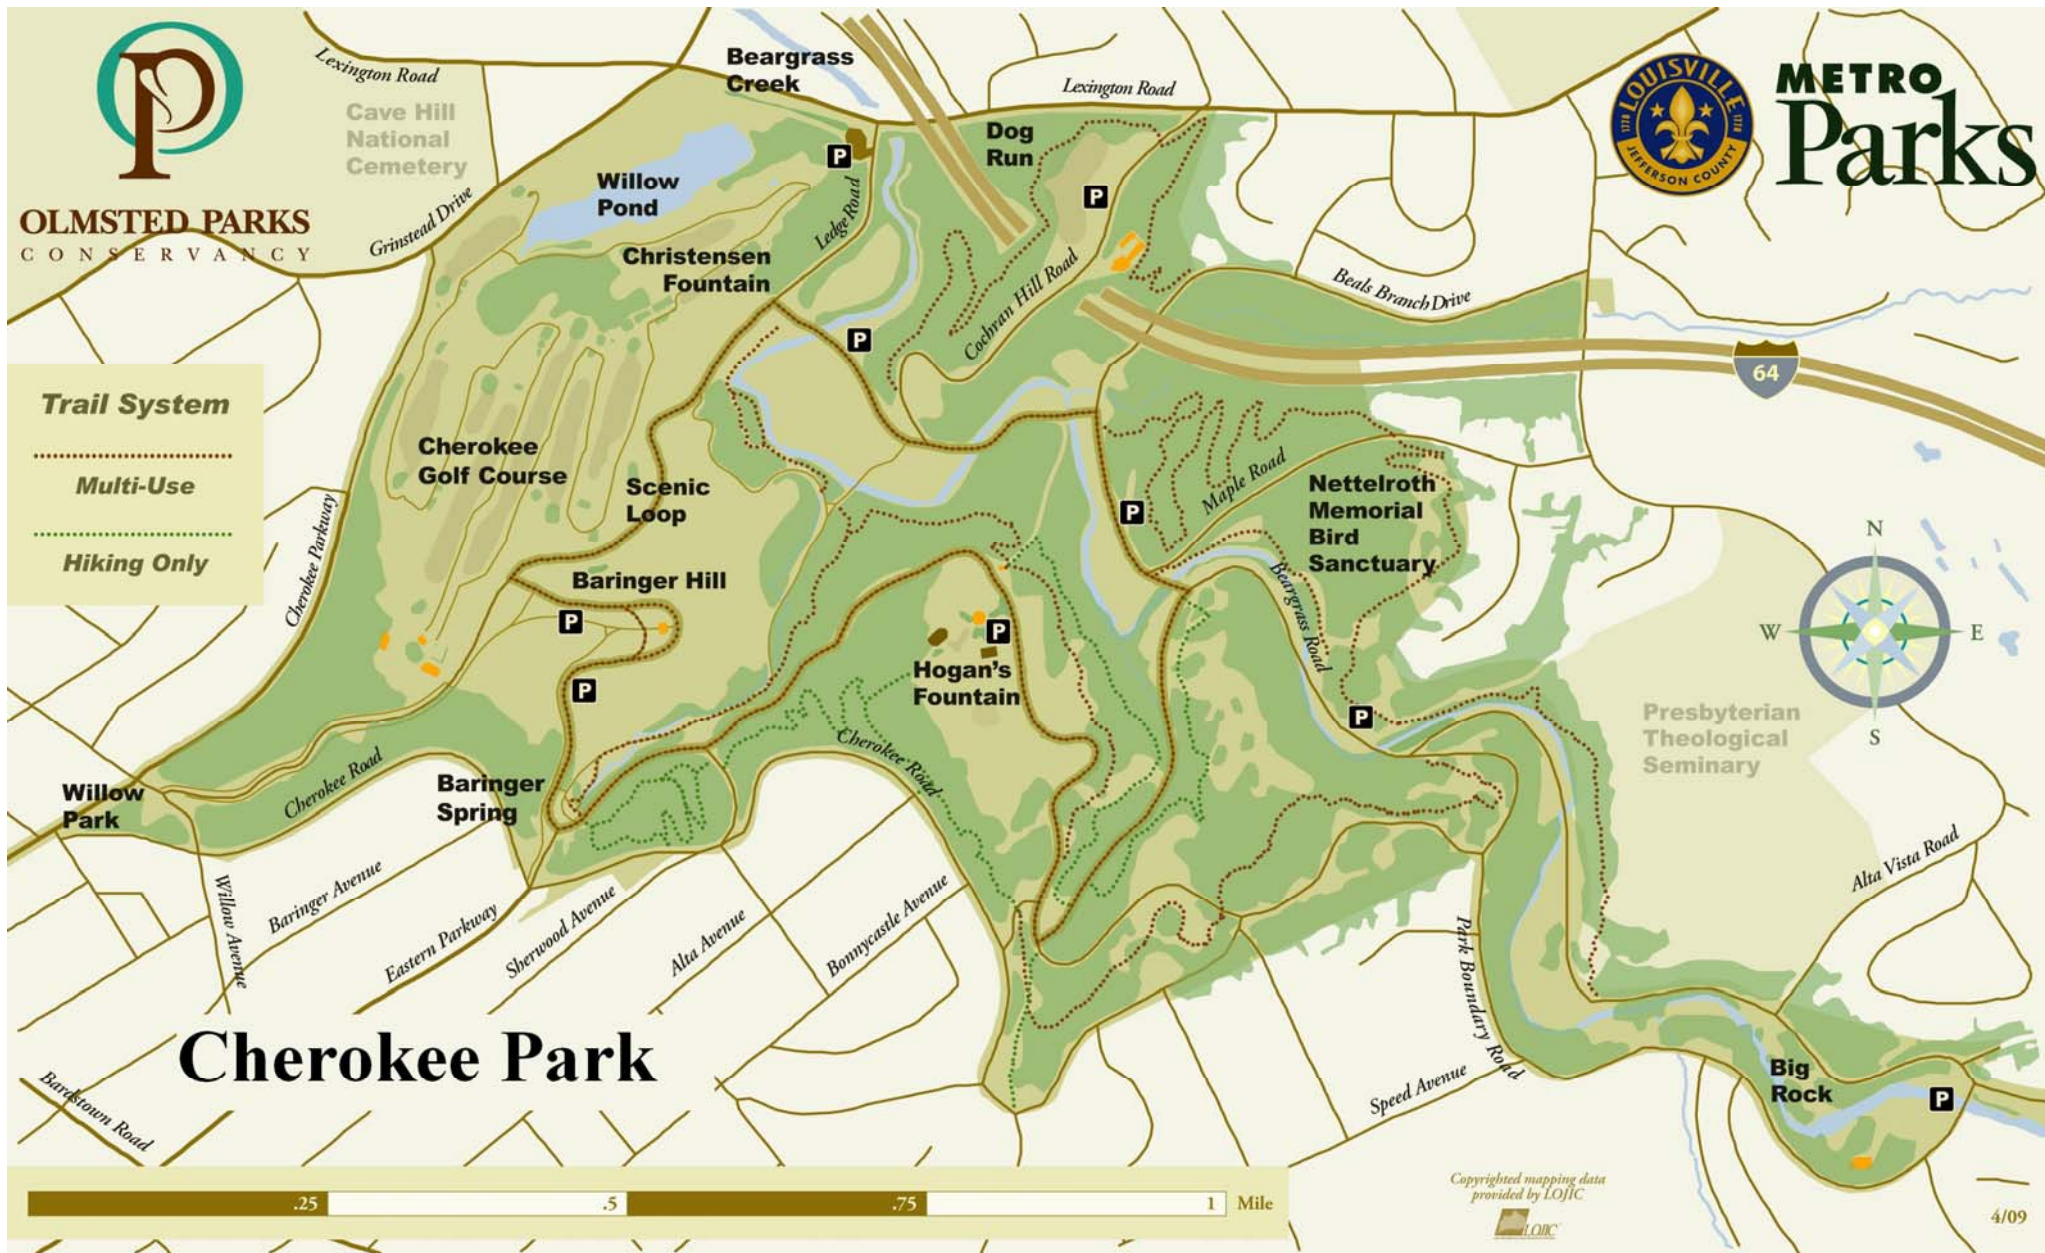 OLMSTED PARKS
CONSERVANCY
Lexington Road
Cave Hill
National
Cemetery
Grinstead Drive
Beargrass
Creek
P
Willow
Pond
Ledge Road
Christensen
Fountain
Dog
Run
Lexington Road
P
Cochran Hill Road
P
LOUISVILLE
1778
1778
JEFFERSON COUNTY
METRO
Parks
Beals Branch Drive
64
Trail System
Multi-Use
Hiking Only
Cherokee Parkway
Cherokee
Golf Course
Scenic
Loop
Baringer Hill
P
P
P
Maple Road
Nettelroth
Memorial
Bird
Sanctuary
Beargrass Road
P
Hogan's
Fountain
P
Cherokee Road
N
W
E
S
Presbyterian
Theological
Seminary
Willow
Park
Cherokee Road
Baringer
Spring
Willow Avenue
Baringer Avenue
Eastern Parkway
Sherwood Avenue
Alta Avenue
Bonnycastle Avenue
Alta Vista Road
Park Boundary Road
Speed Avenue
Big
Rock
P
Cherokee Park
Bardstown Road
.25
.5
.75
1
Mile
Copyrighted mapping data
provided by LOJIC
LOJIC
4/09